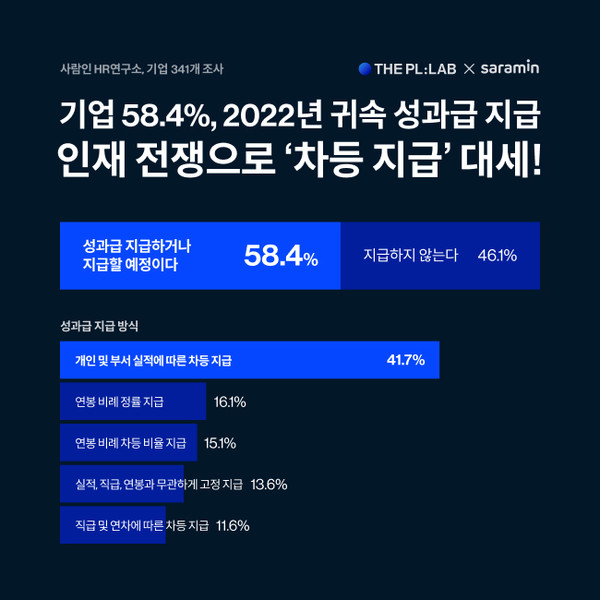 사람인 HR연구소, 기업 341개 조사
THE PL:LAB × saramin
기업 58.4%, 2022년 귀속 성과급 지급
인재 전쟁으로 ‘차등 지급’ 대세!
성과급 지급하거나
지급할 예정이다
58.4%
지급하지 않는다 46.1%
성과급 지급 방식
개인 및 부서 실적에 따른 차등 지급 41.7%
연봉 비례 정률 지급 16.1%
연봉 비례 차등 비율 지급 15.1%
실적, 직급, 연봉과 무관하게 고정 지급 13.6%
직급 및 연차에 따른 차등 지급 11.6%